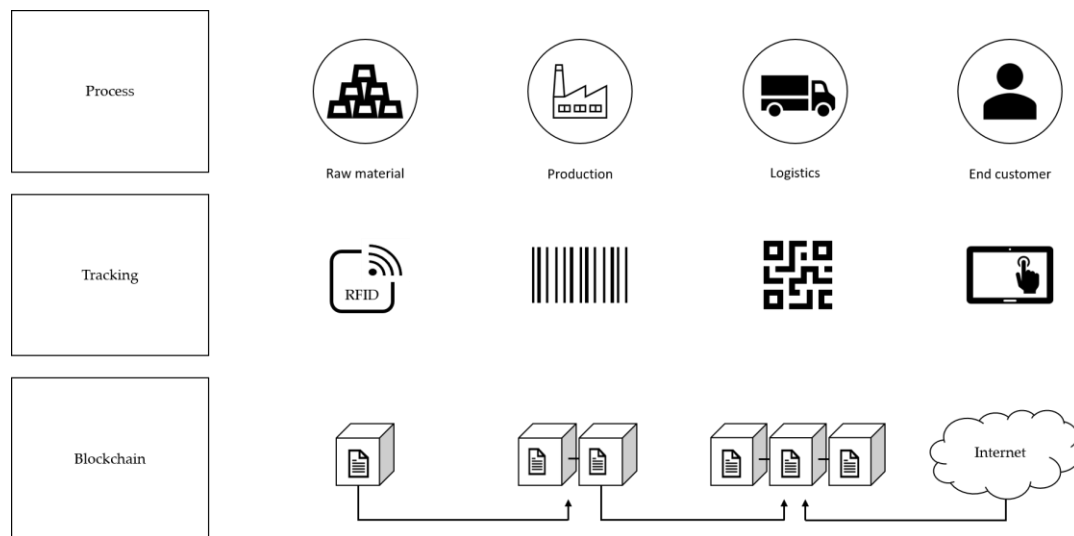 Process
Raw material
Production
Logistics
End customer
Tracking
RFID
Blockchain
Internet